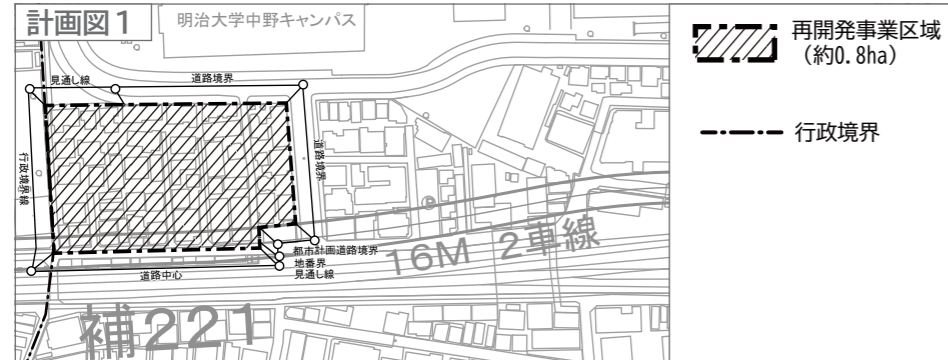 計画図1
明治大学中野キャンパス
見通し線
道路境界
行政境界線
道路境界
都市計画道路境界
地番界
見通し線
道路中心
16M 2車線
補221
再開発事業区域
(約0.8ha)
行政境界